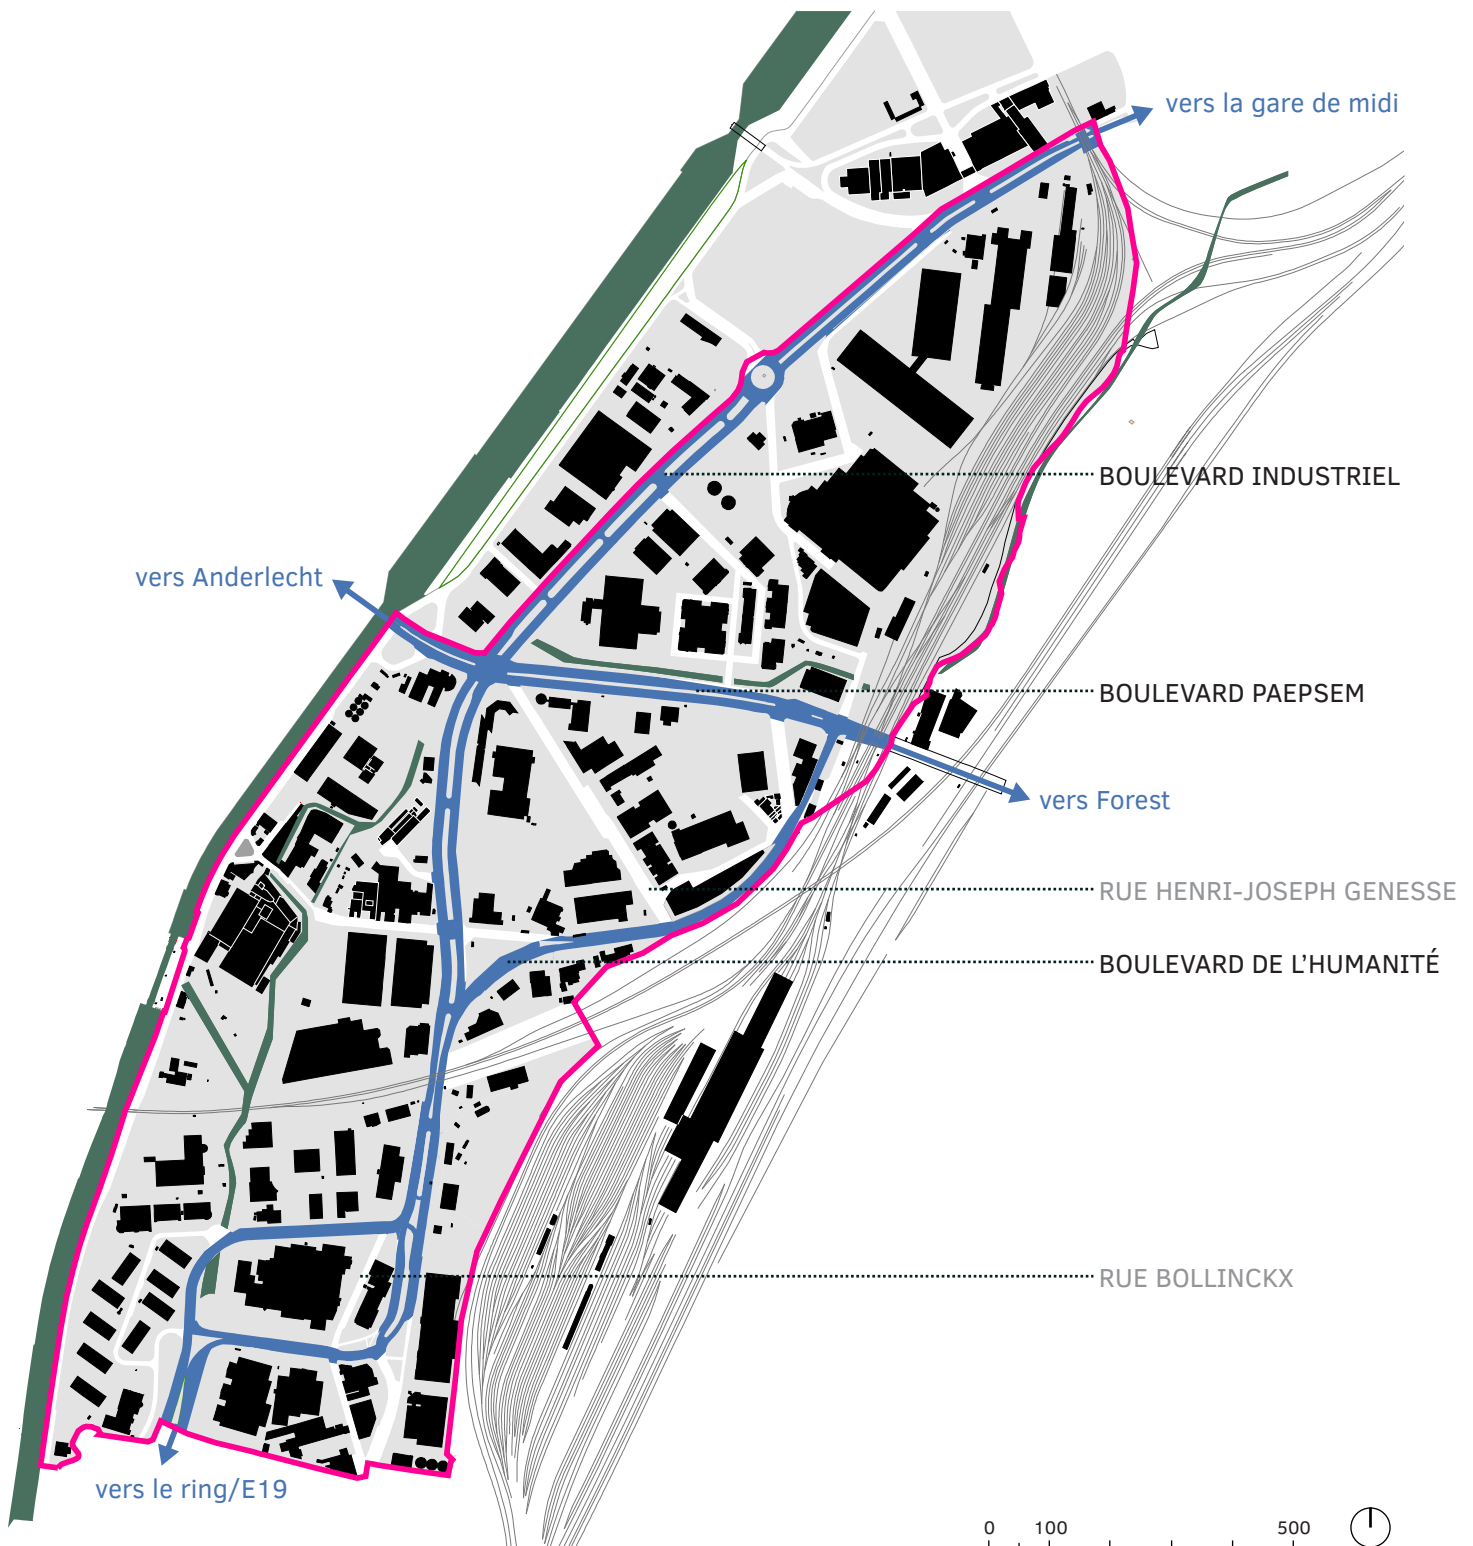 vers la gare de midi
BOULEVARD INDUSTRIEL
vers Anderlecht
BOULEVARD PAEPSEM
vers Forest
RUE HENRI-JOSEPH GENESSE
BOULEVARD DE L’HUMANITÉ
RUE BOLLINCKX
vers le ring/E19
0 100 500